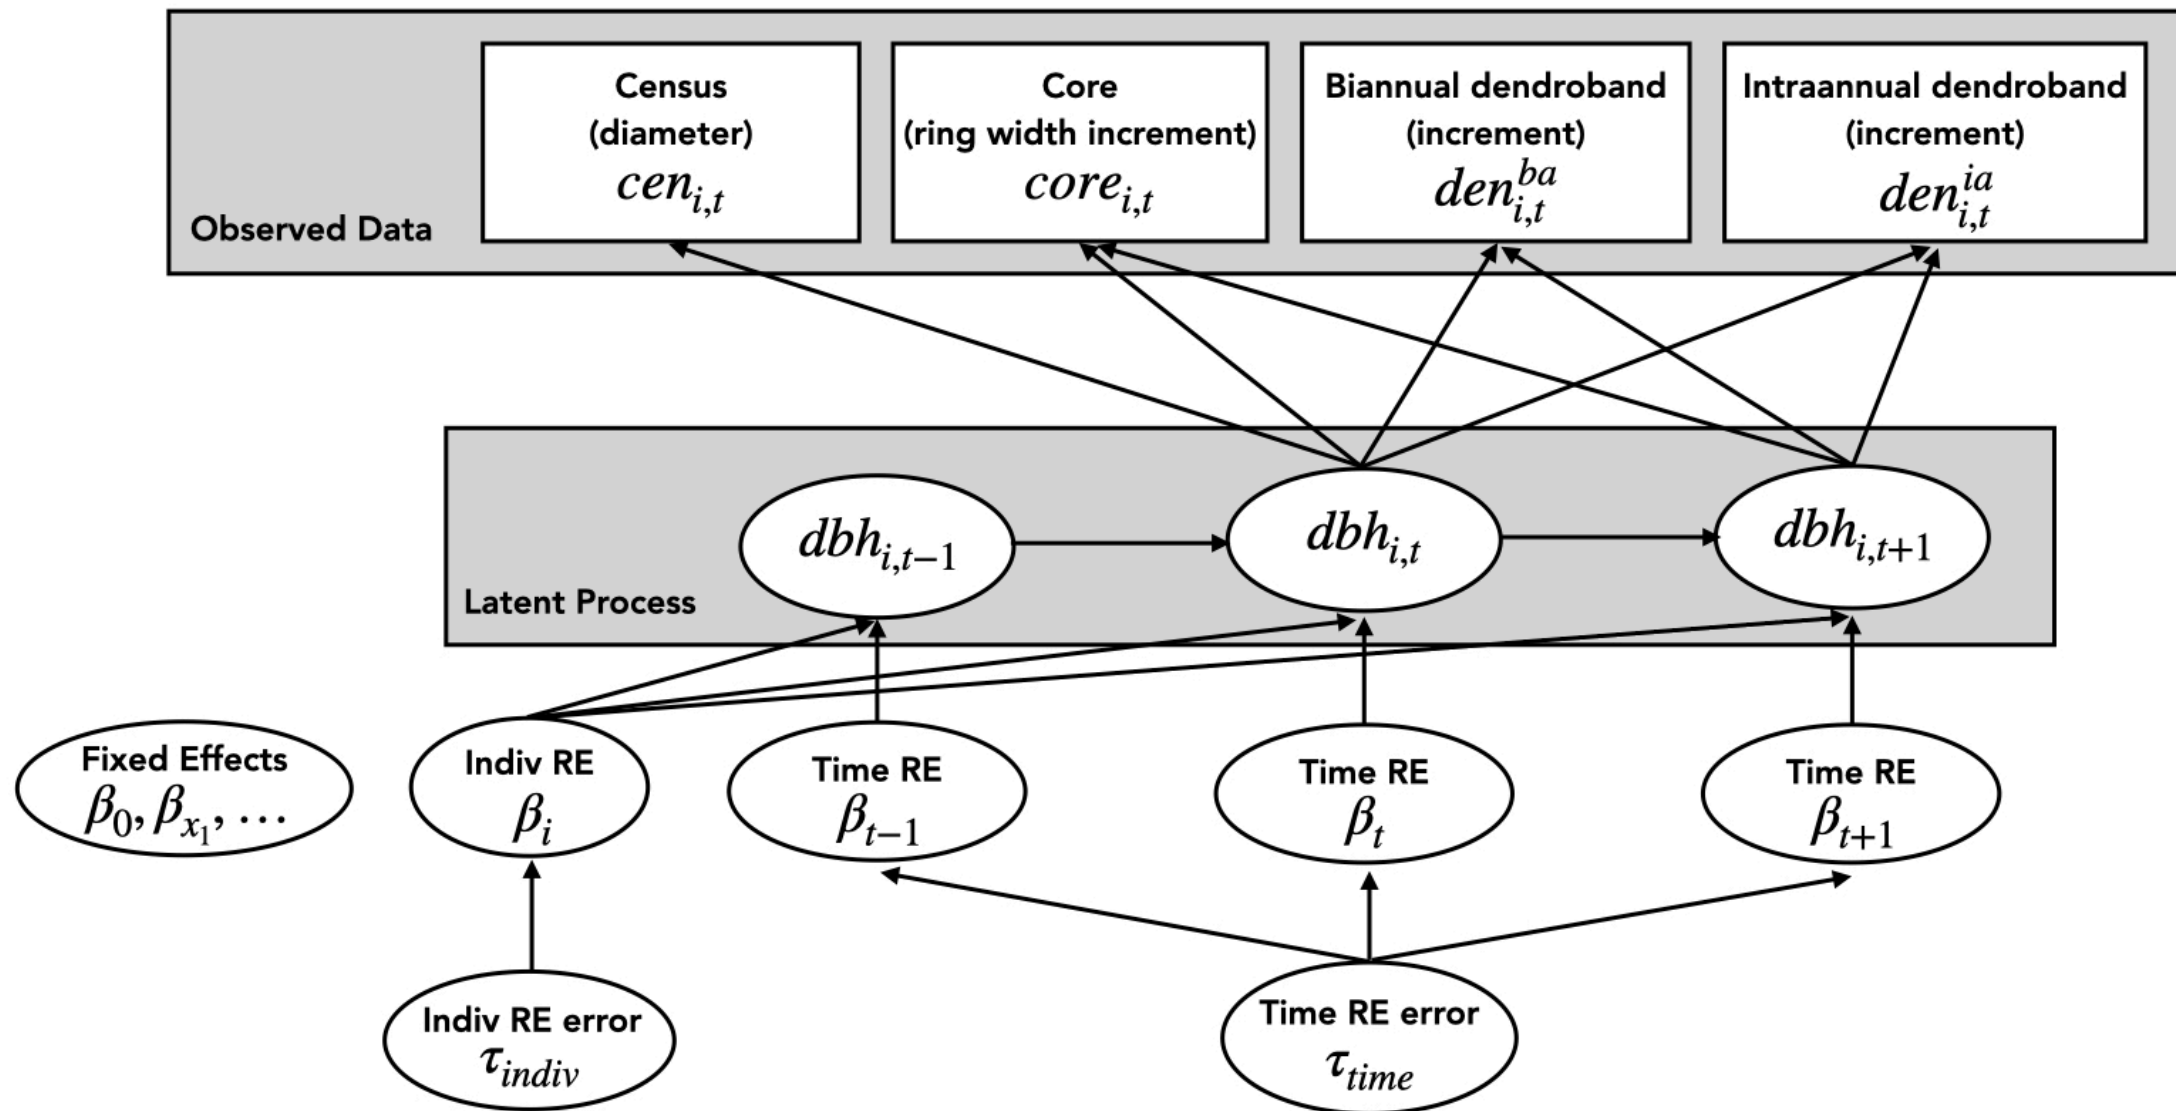 Census
(diameter)
cen_{i,t}
Core
(ring width increment)
core_{i,t}
Biannual dendroband
(increment)
den^{ba}_{i,t}
Intraannual dendroband
(increment)
den^{ia}_{i,t}
Observed Data
dbh_{i,t−1}
dbh_{i,t}
dbh_{i,t+1}
Latent Process
Fixed Effects
β_0, β_{x_1}, …
Indiv RE
β_i
Time RE
β_{t−1}
Time RE
β_t
Time RE
β_{t+1}
Indiv RE error
τ_{indiv}
Time RE error
τ_{time}